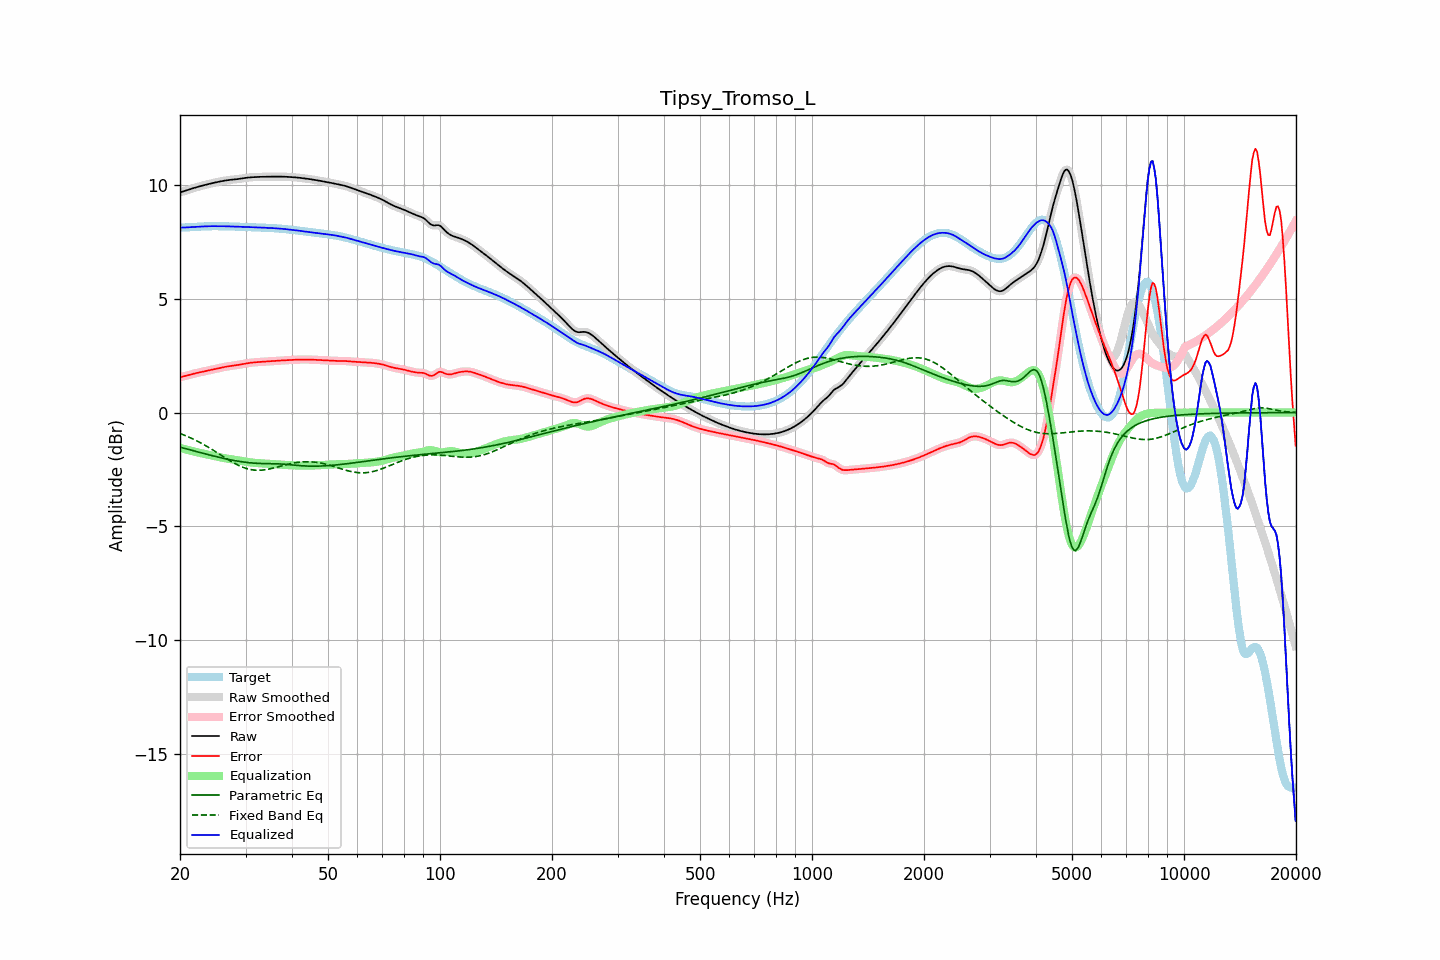 Tipsy_Tromso_L
Amplitude (dBr)
10
5
0
−5
−10
−15
Target
Raw Smoothed
Error Smoothed
Raw
Error
Equalization
Parametric Eq
Fixed Band Eq
Equalized
20 50 100 200 500 1000 2000 5000 10000 20000
Frequency (Hz)